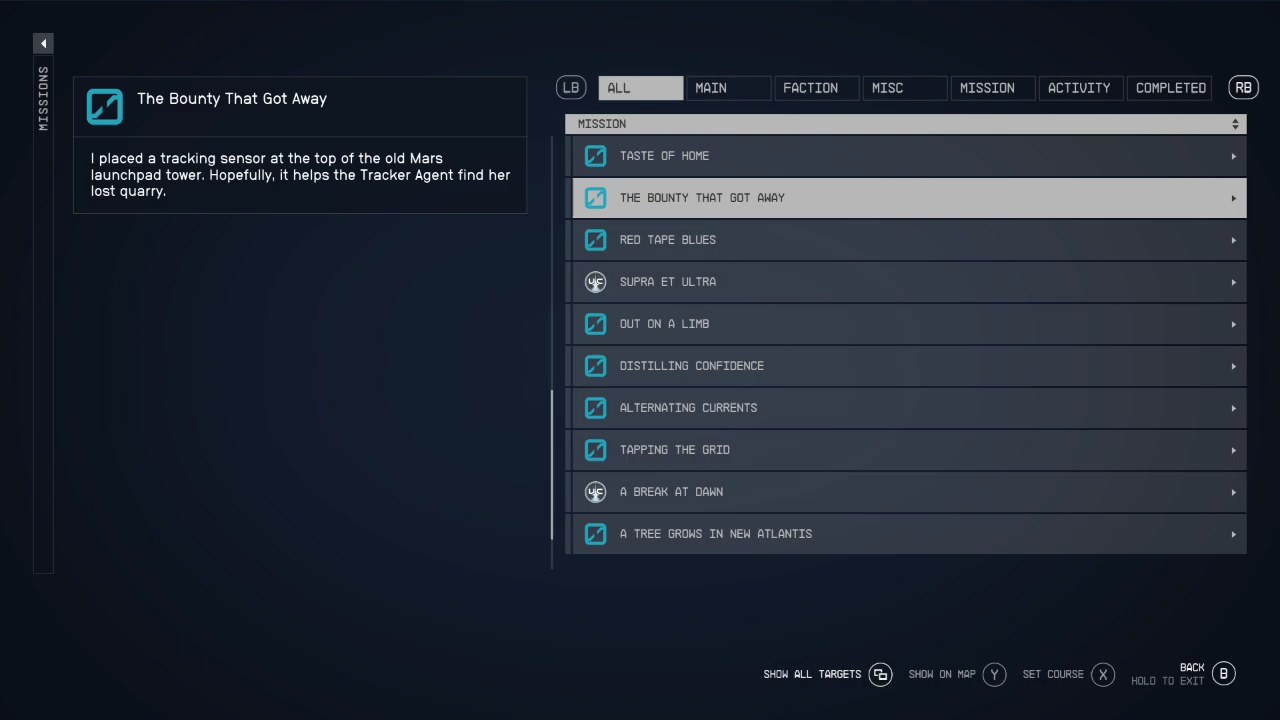 MISSIONS
The Bounty That Got Away
I placed a tracking sensor at the top of the old Mars
launchpad tower. Hopefully, it helps the Tracker Agent find her
lost quarry.
LB ALL MAIN FACTION MISC MISSION ACTIVITY COMPLETED RB
MISSION
TASTE OF HOME
THE BOUNTY THAT GOT AWAY
RED TAPE BLUES
UC SUPRA ET ULTRA
OUT ON A LIMB
DISTILLING CONFIDENCE
ALTERNATING CURRENTS
TAPPING THE GRID
UC A BREAK AT DAWN
A TREE GROWS IN NEW ATLANTIS
SHOW ALL TARGETS SHOW ON MAP Y SET COURSE X BACK B
HOLD TO EXIT